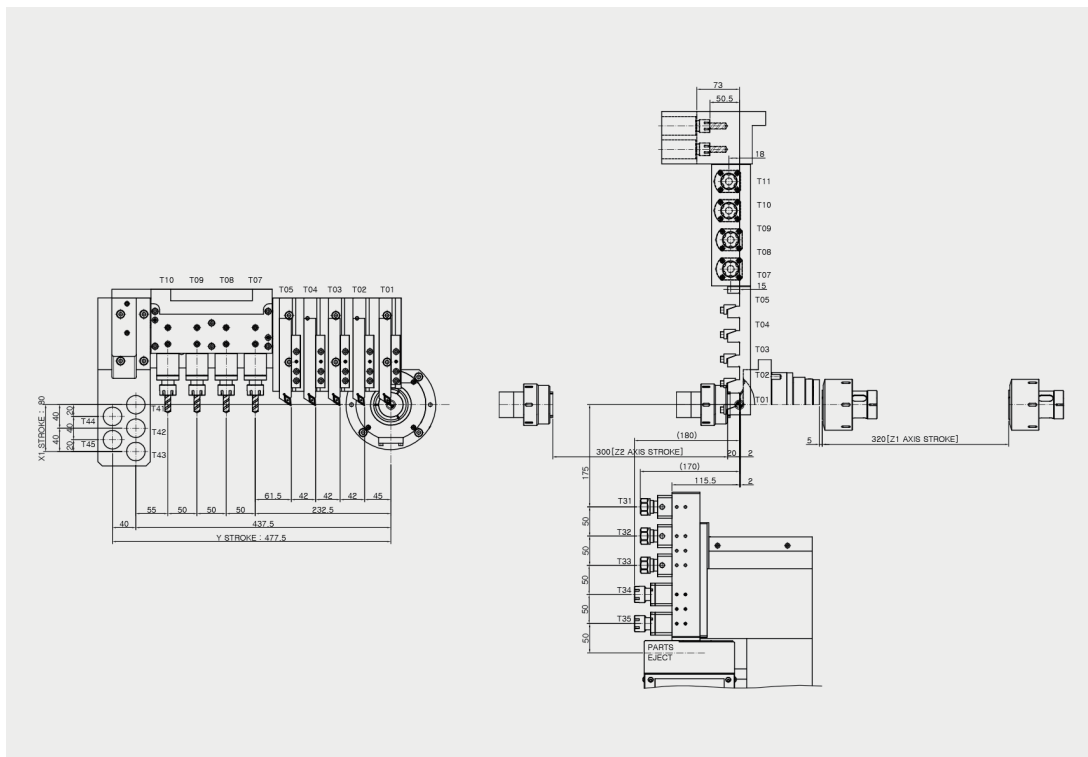 T10 T09 T08 T07
T05 T04 T03 T02 T01
X1 STROKE : 80
40
40
20
40
20
T41
T44
T42
T45
T43
61.5 42 42 42 45
55 50 50 50 232.5
40 437.5
Y STROKE : 477.5
73
50.5
18
T11
T10
T09
T08
T07
15
T05
T04
T03
T02
T01
(180)
300[Z2 AXIS STROKE] 20 2
5 320[Z1 AXIS STROKE]
(170)
115.5 2
175
T31
50
T32
50
T33
50
T34
50
T35
50
PARTS
EJECT